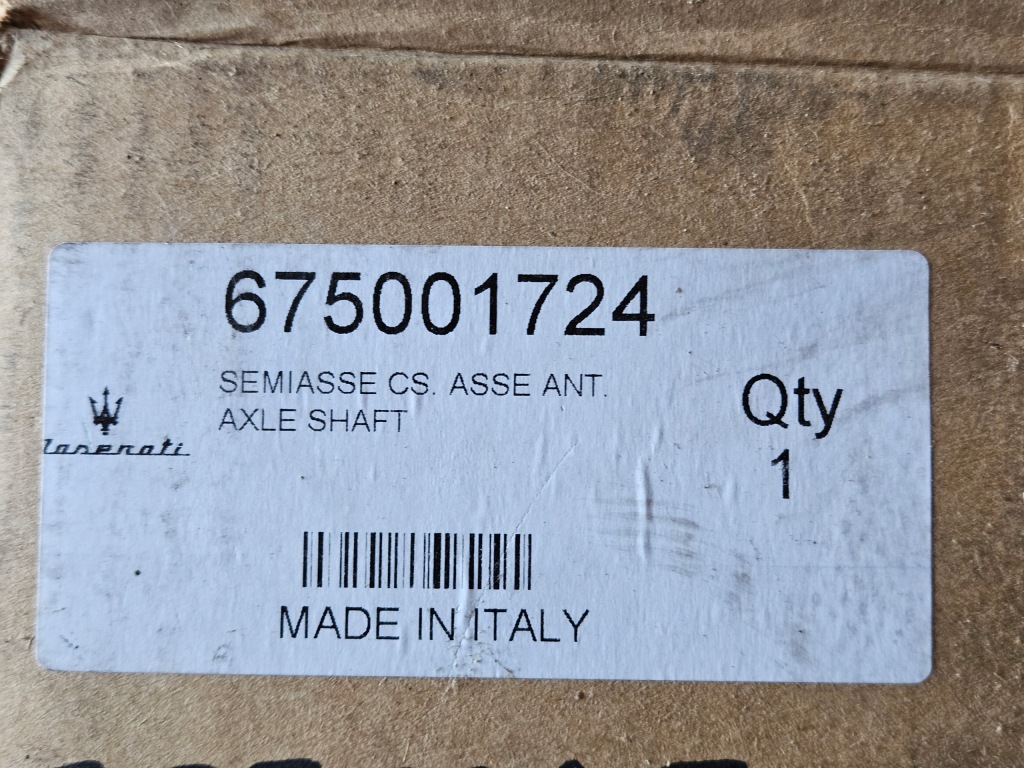 675001724
SEMIASSE CS. ASSE ANT.
AXLE SHAFT
Qty
1
Maserati
MADE IN ITALY